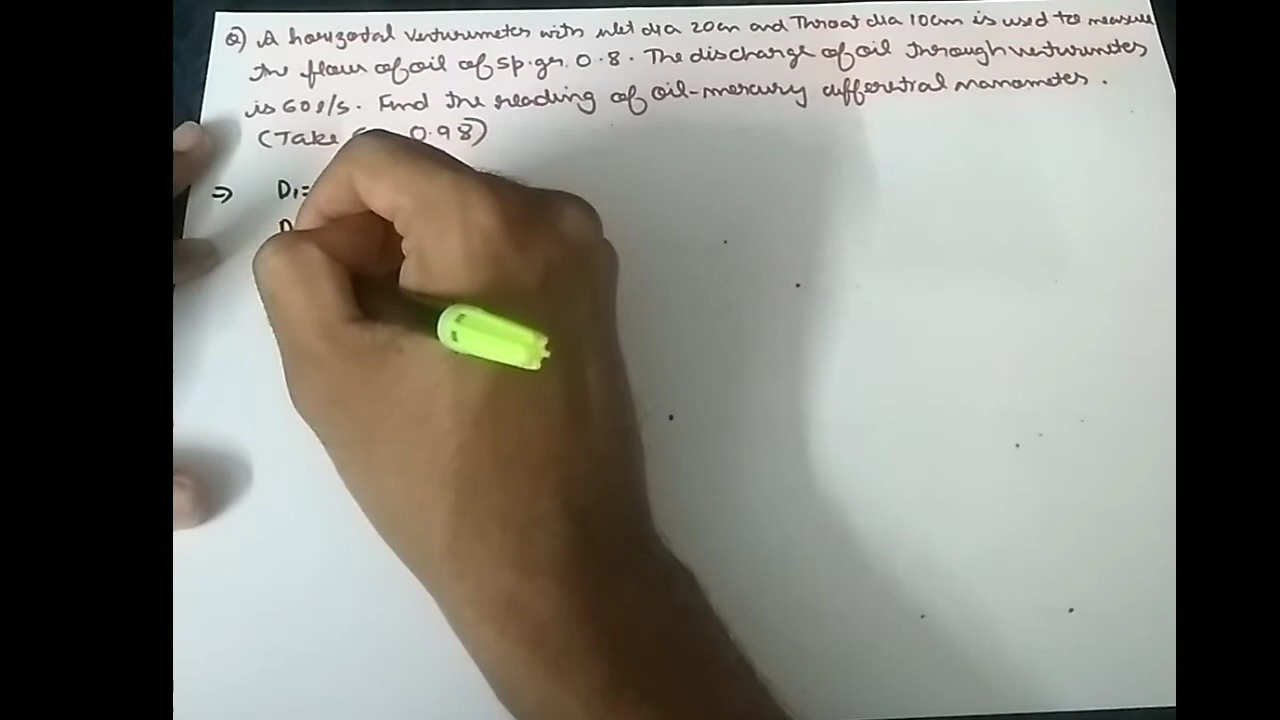 Q) A horizontal Venturimeter with inlet dia 20cm and Throat dia 10cm is used to measure
the flow of oil of sp.gr. 0.8. The discharge of oil through venturimeter
is 60 l/s. Find the reading of oil-mercury differential manometer.
(Take 0.98)
⇒ D₁=
D